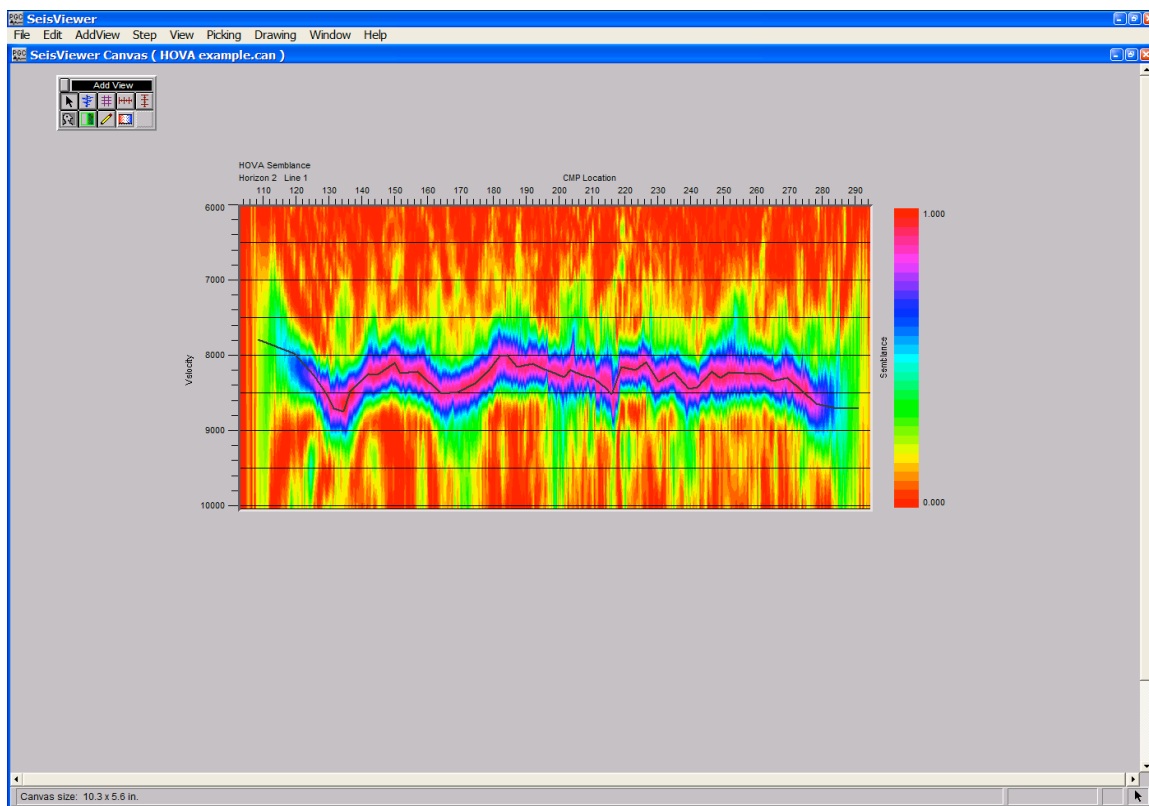 SeisViewer
File Edit AddView Step View Picking Drawing Window Help
SeisViewer Canvas ( HOVA example.can )
Add View
HOVA Semblance
Horizon 2 Line 1 CMP Location
110 120 130 140 150 160 170 180 190 200 210 220 230 240 250 260 270 280 290
6000
7000
8000
9000
10000
Velocity
1.000
Semblance
0.000
Canvas size: 10.3 x 5.6 in.